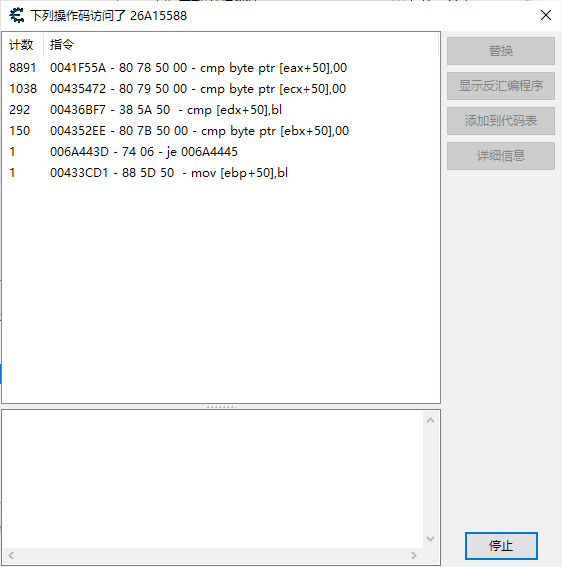 下列操作码访问了 26A15588
计数 指令
8891 0041F55A - 80 78 50 00 - cmp byte ptr [eax+50],00
1038 00435472 - 80 79 50 00 - cmp byte ptr [ecx+50],00
292 00436BF7 - 38 5A 50 - cmp [edx+50],bl
150 004352EE - 80 7B 50 00 - cmp byte ptr [ebx+50],00
1 006A443D - 74 06 - je 006A4445
1 00433CD1 - 88 5D 50 - mov [ebp+50],bl
替换
显示反汇编程序
添加到代码表
详细信息
停止